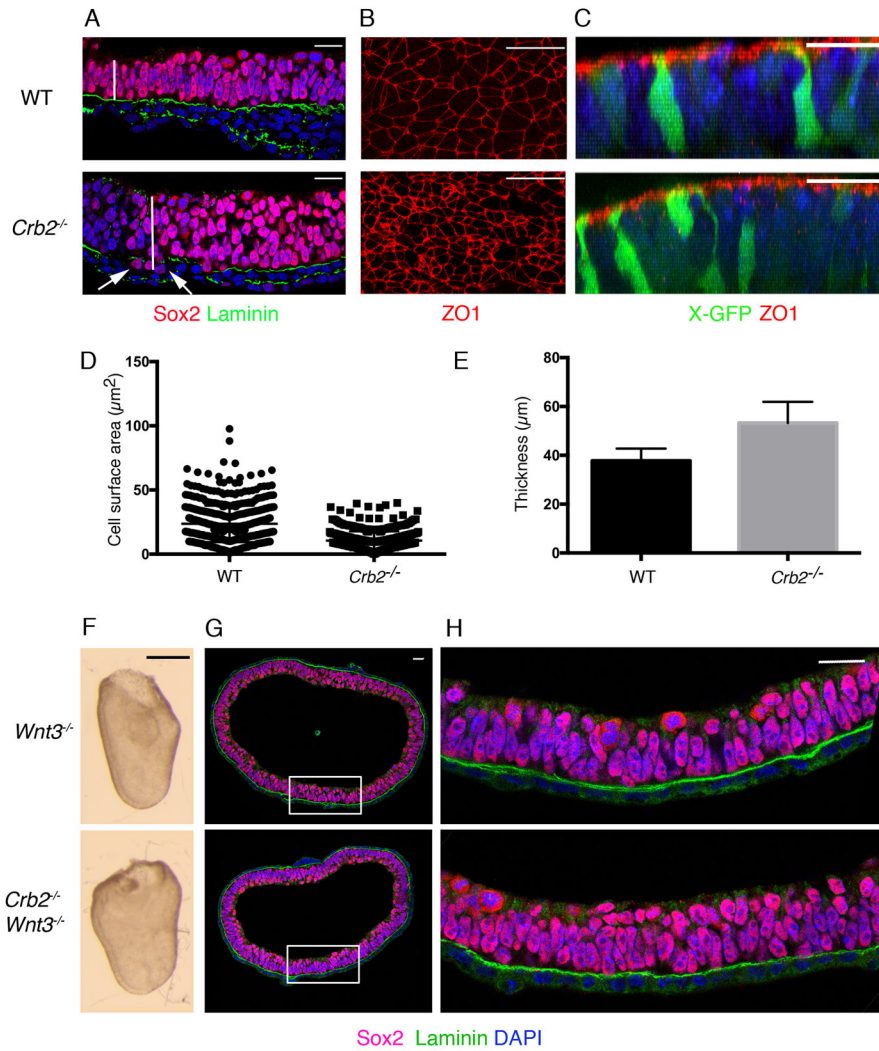 A
B
C
WT
Crb2-/-
Sox2 Laminin
ZO1
X-GFP ZO1
D
Cell surface area (µm²)
150
100
50
0
WT
Crb2-/-
E
Thickness (µm)
80
60
40
20
0
WT
Crb2-/-
F
G
H
Wnt3-/-
Crb2-/-
Wnt3-/-
Sox2 Laminin DAPI